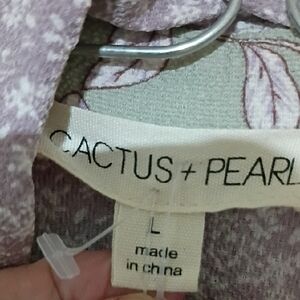 CACTUS + PEARL
L
made
in china